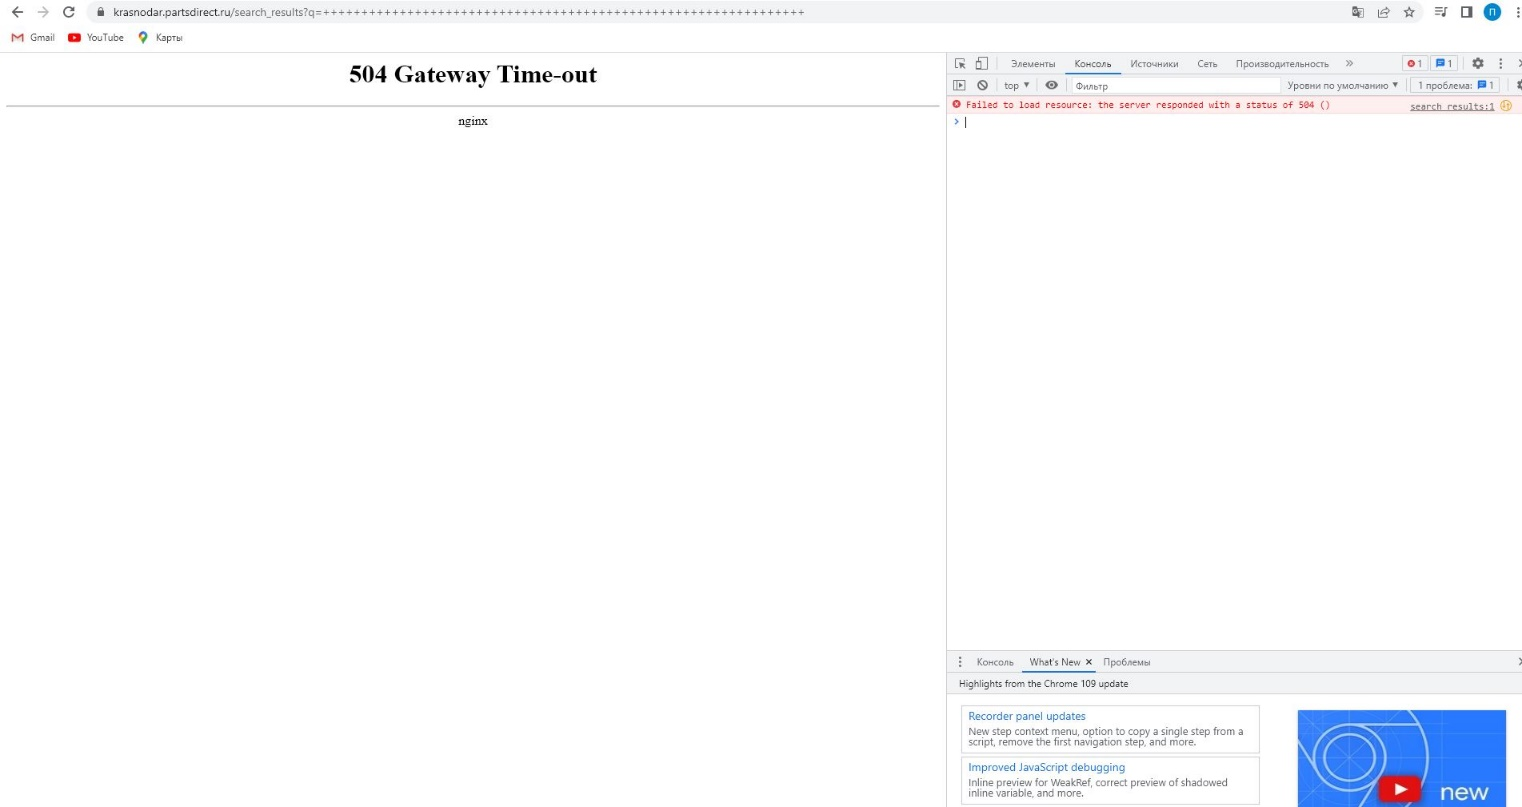 krasnodar.partsdirect.ru/search_results?q=+++++++++++++++++++++++++++++++++++++++++++++++++++++++++++++++
П
Gmail YouTube Карты
504 Gateway Time-out
nginx
Элементы Консоль Источники Сеть Производительность » 1 1
top ▼ Фильтр Уровни по умолчанию ▼ 1 проблема: 1
Failed to load resource: the server responded with a status of 504 () search_results:1
Консоль What's New × Проблемы
Highlights from the Chrome 109 update
Recorder panel updates
New step context menu, option to copy a single step from a
script, remove the first navigation step, and more.
Improved JavaScript debugging
Inline preview for WeakRef, correct preview of shadowed
inline variable, and more.
new